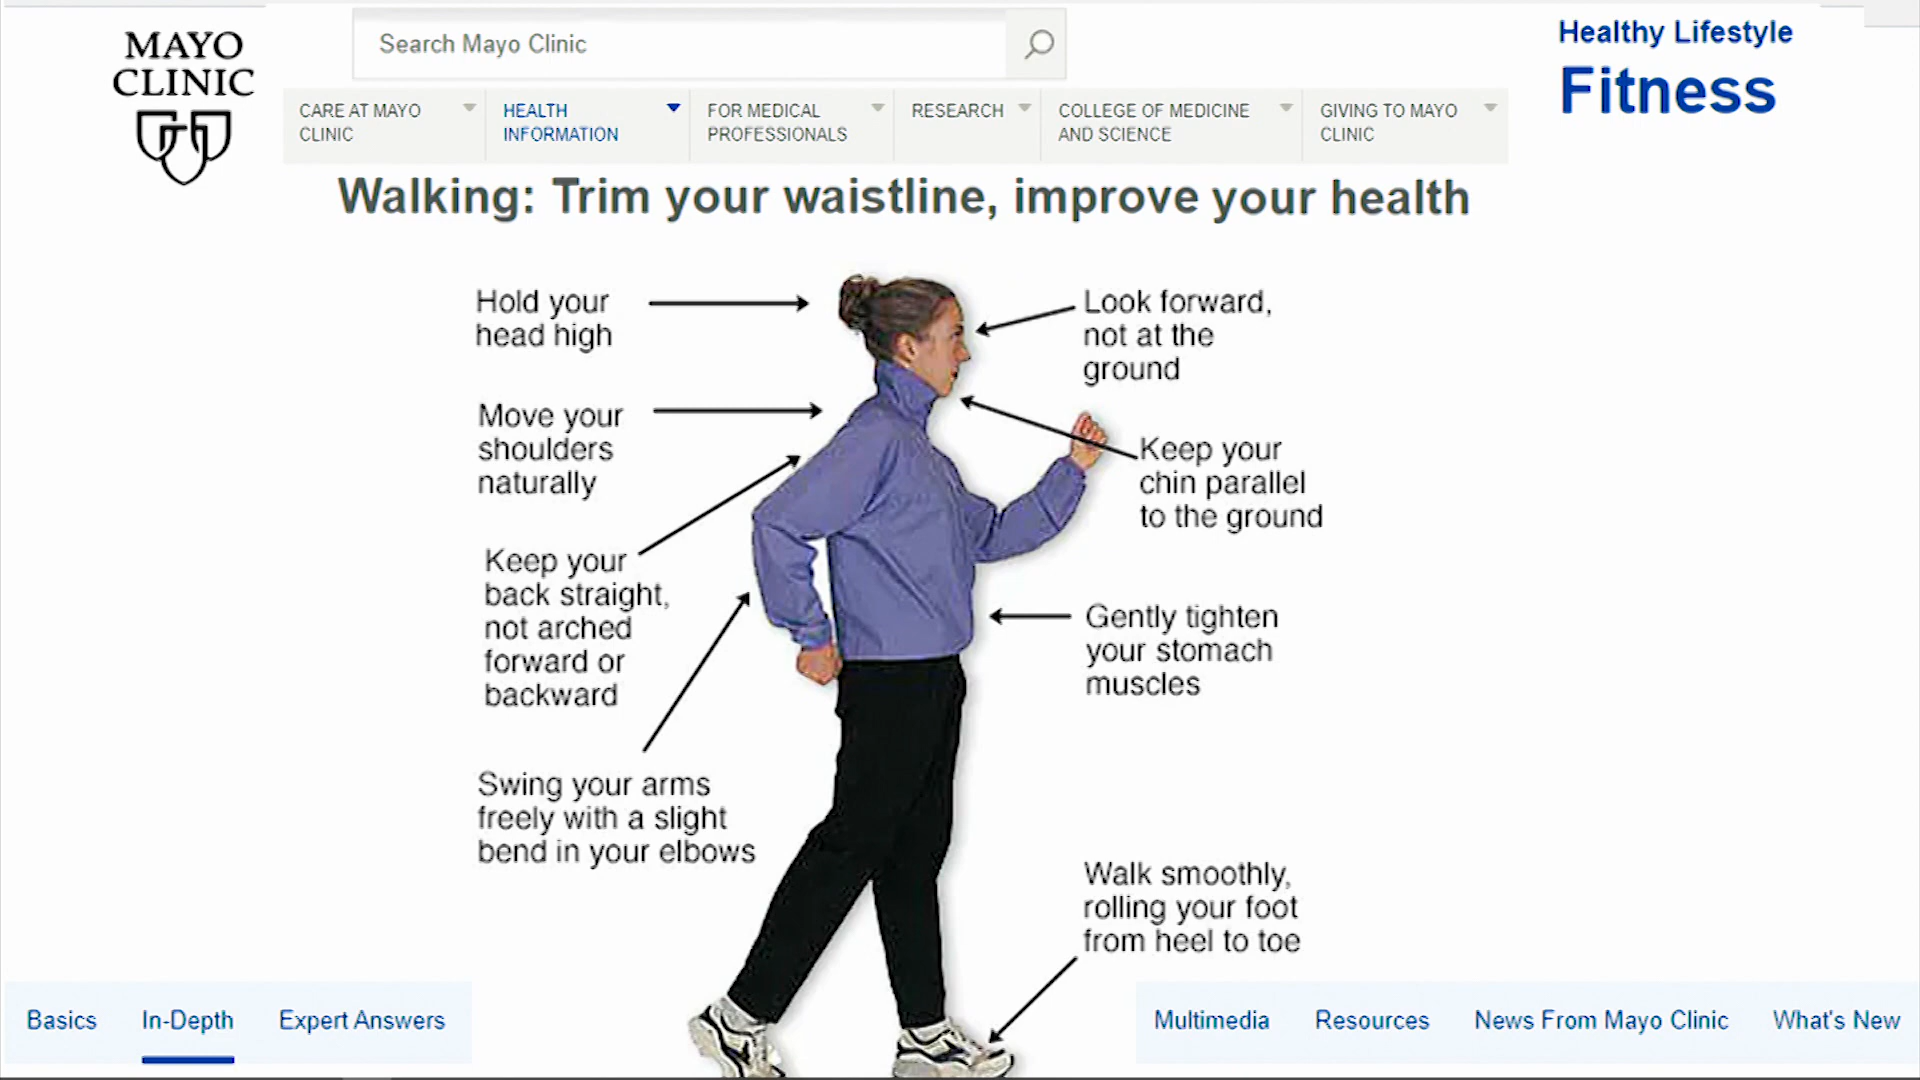 MAYO
CLINIC
Search Mayo Clinic
Healthy Lifestyle
Fitness
CARE AT MAYO
CLINIC
HEALTH
INFORMATION
FOR MEDICAL
PROFESSIONALS
RESEARCH
COLLEGE OF MEDICINE
AND SCIENCE
GIVING TO MAYO
CLINIC
Walking: Trim your waistline, improve your health
Hold your
head high
Look forward,
not at the
ground
Move your
shoulders
naturally
Keep your
chin parallel
to the ground
Keep your
back straight,
not arched
forward or
backward
Gently tighten
your stomach
muscles
Swing your arms
freely with a slight
bend in your elbows
Walk smoothly,
rolling your foot
from heel to toe
Basics
In-Depth
Expert Answers
Multimedia
Resources
News From Mayo Clinic
What's New